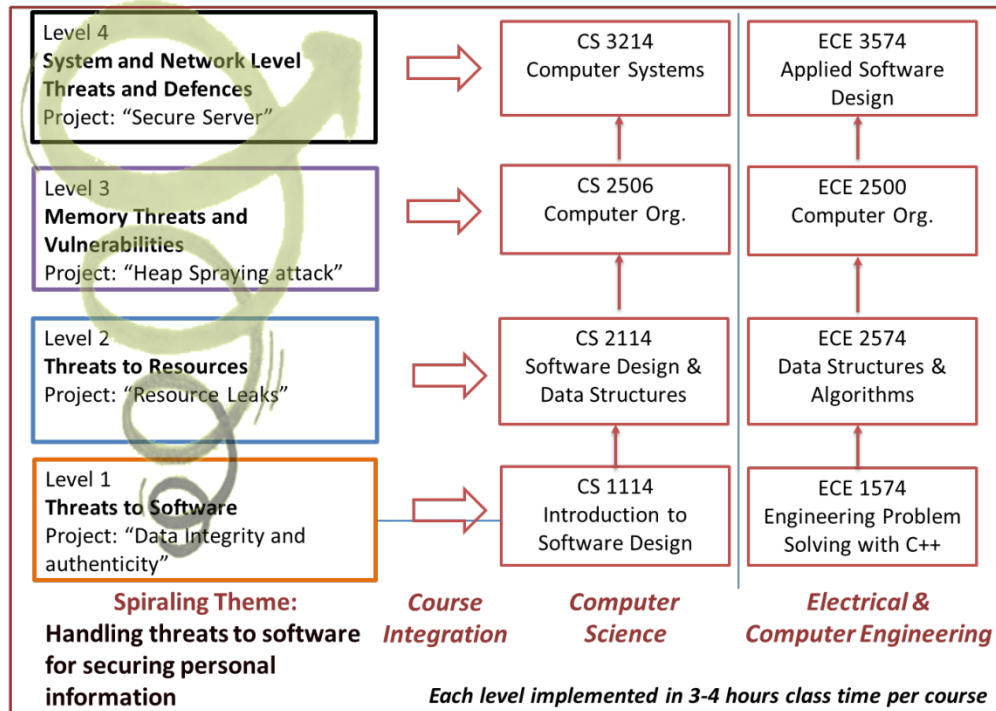 Level 4
System and Network Level
Threats and Defences
Project: “Secure Server”
CS 3214
Computer Systems
ECE 3574
Applied Software
Design
Level 3
Memory Threats and
Vulnerabilities
Project: “Heap Spraying attack”
CS 2506
Computer Org.
ECE 2500
Computer Org.
Level 2
Threats to Resources
Project: “Resource Leaks”
CS 2114
Software Design &
Data Structures
ECE 2574
Data Structures &
Algorithms
Level 1
Threats to Software
Project: “Data Integrity and
authenticity”
CS 1114
Introduction to
Software Design
ECE 1574
Engineering Problem
Solving with C++
Spiraling Theme:
Handling threats to software
for securing personal
information
Course
Integration
Computer
Science
Electrical &
Computer Engineering
Each level implemented in 3-4 hours class time per course